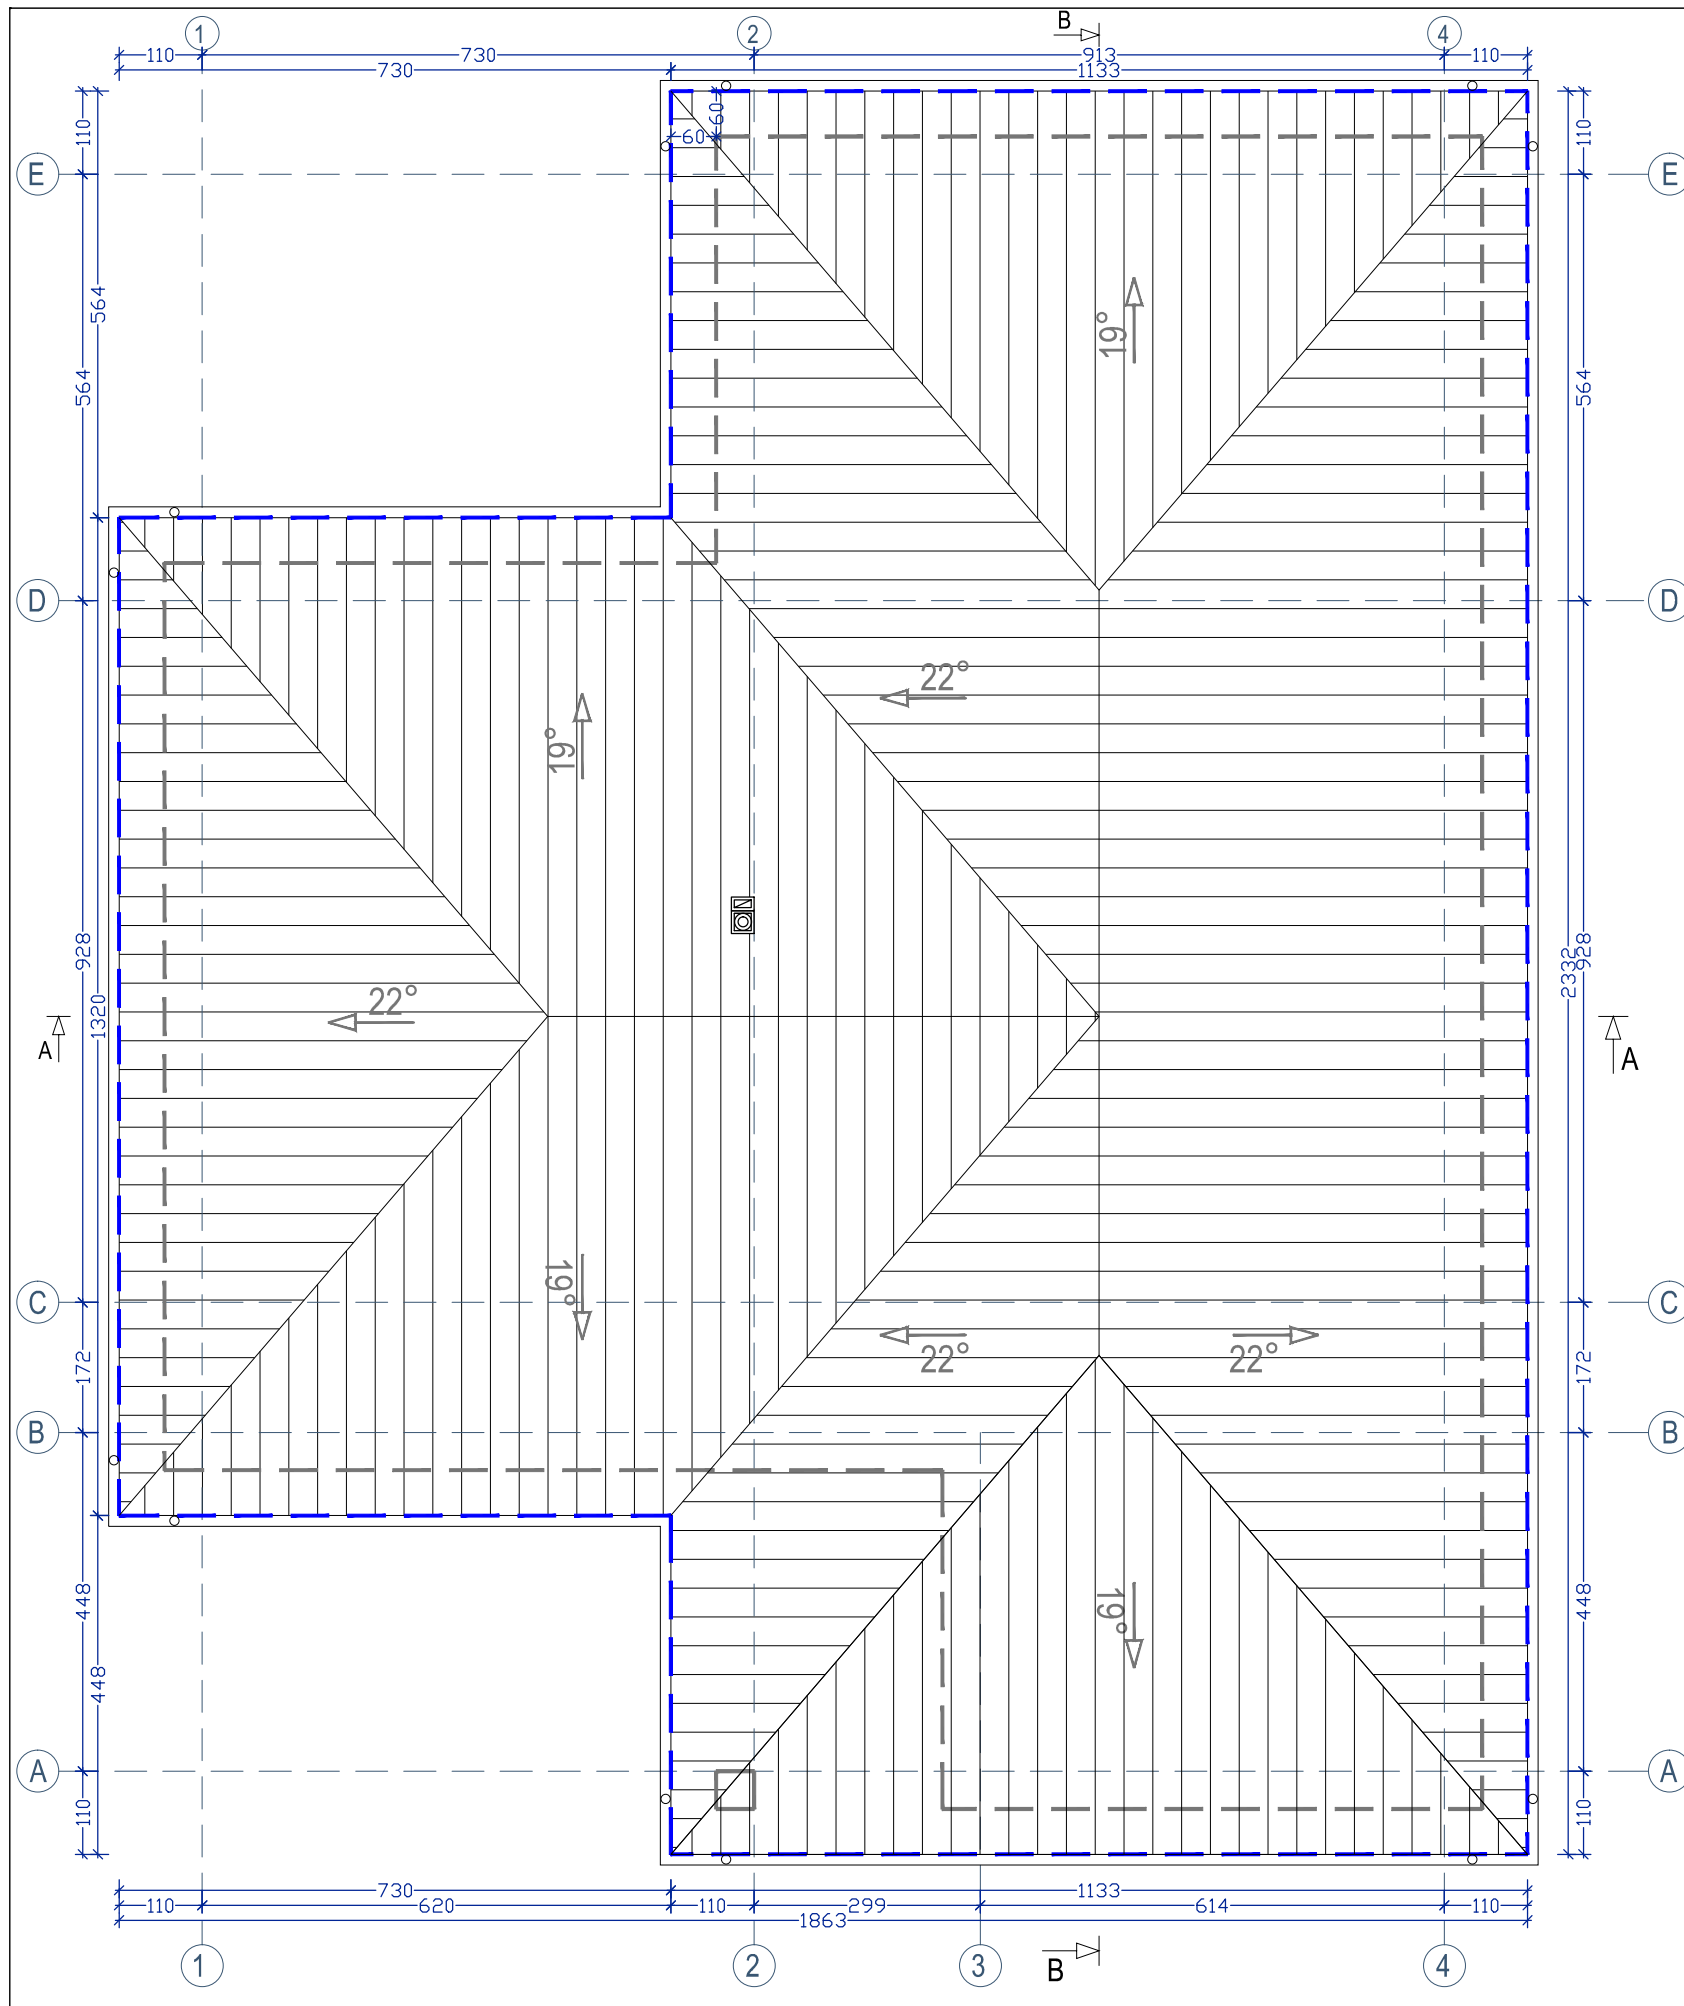 1 2 B 4
110 730 913 110
730 1133
110 60 110
60
E E
564
19°
564 564
D D
22°
19°
928 2332 928
22°
1320
A A
19°
C C
172 22° 22° 172
B B
448 19° 448
448
A A
110 110
730 1133
110 620 110 299 614 110
1863
1 2 3 B 4